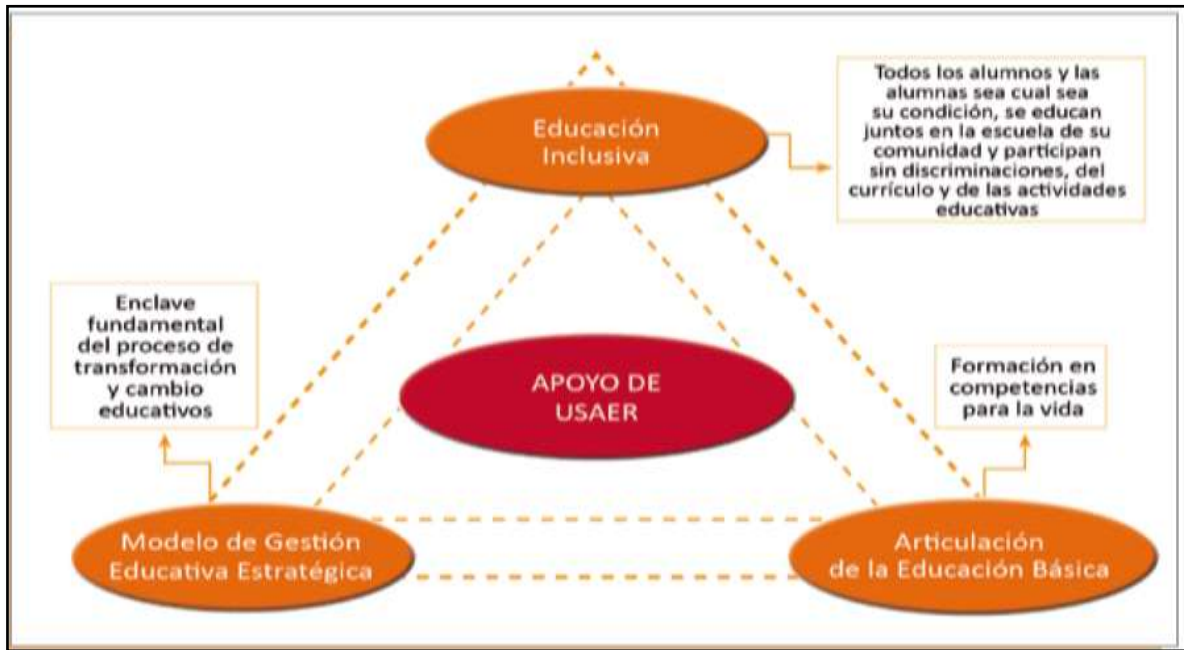 Educación
Inclusiva
Todos los alumnos y las
alumnas sea cual sea
su condición, se educan
juntos en la escuela de su
comunidad y participan
sin discriminaciones, del
currículo y de las actividades
educativas
Enclave
fundamental
del proceso de
transformación
y cambio
educativos
APOYO DE
USAER
Formación en
competencias
para la vida
Modelo de Gestión
Educativa Estratégica
Articulación
de la Educación Básica